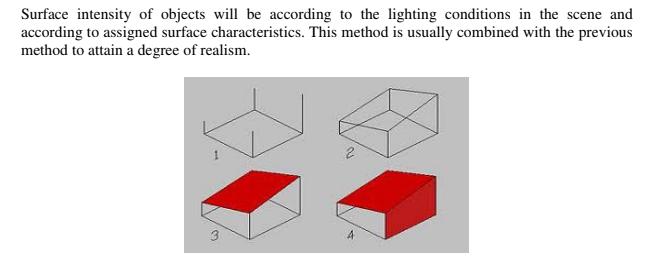 Surface intensity of objects will be according to the lighting conditions in the scene and
according to assigned surface characteristics. This method is usually combined with the previous
method to attain a degree of realism.
1
2
3
4